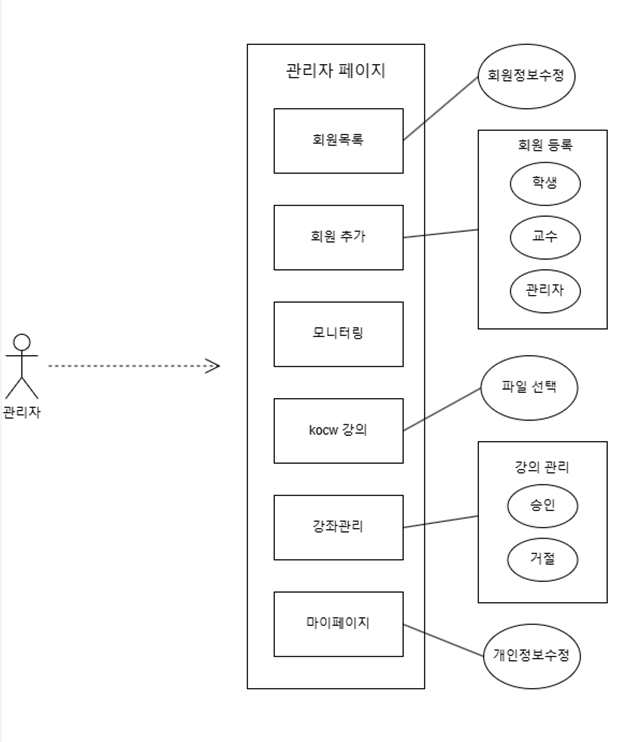 관리자 페이지
회원정보수정
회원목록
회원 등록
학생
회원 추가
교수
관리자
모니터링
관리자
파일 선택
kocw 강의
강의 관리
승인
강좌관리
거절
마이페이지
개인정보수정